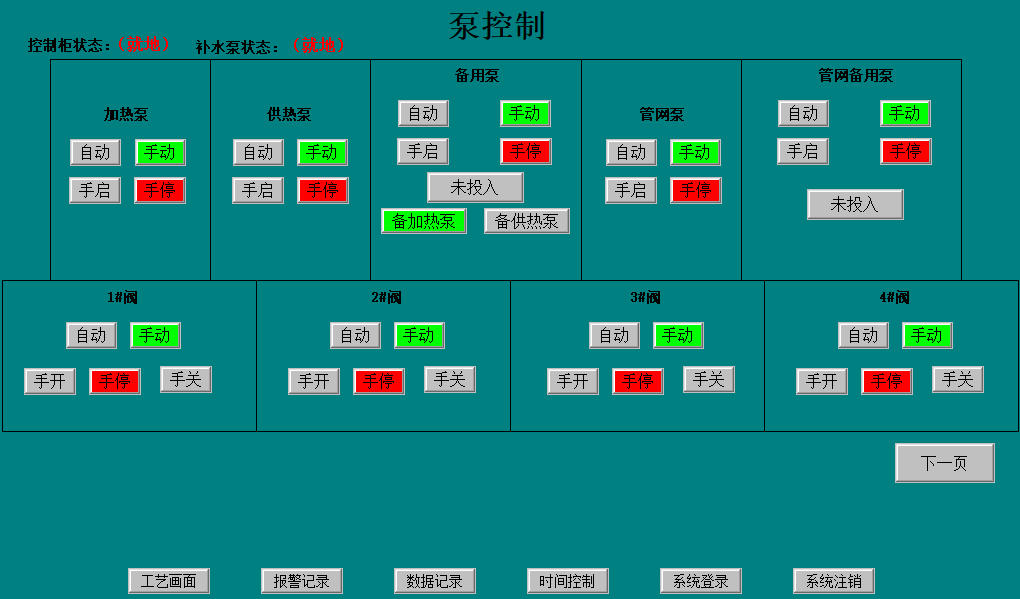 泵控制
控制柜状态：（就地） 补水泵状态：（就地）
加热泵
自动 手动
手启 手停
供热泵
自动 手动
手启 手停
备用泵
自动 手动
手启 手停
未投入
备加热泵 备供热泵
管网泵
自动 手动
手启 手停
管网备用泵
自动 手动
手启 手停
未投入
1#阀
自动 手动
手开 手停 手关
2#阀
自动 手动
手开 手停 手关
3#阀
自动 手动
手开 手停 手关
4#阀
自动 手动
手开 手停 手关
下一页
工艺画面 报警记录 数据记录 时间控制 系统登录 系统注销